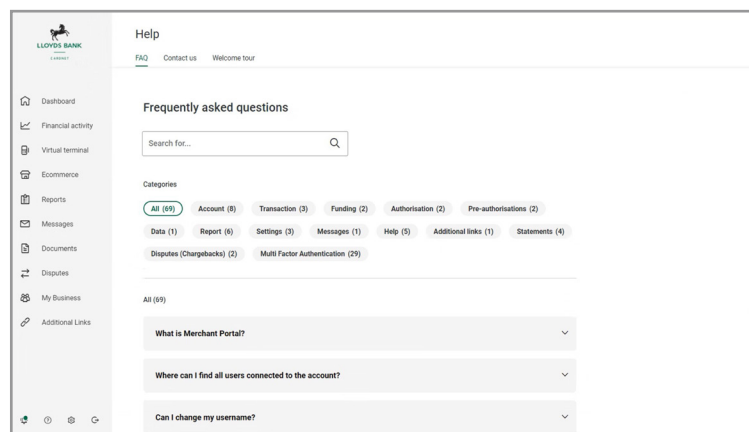 LLOYDS BANK
CARDNET
Dashboard
Financial activity
Virtual terminal
Ecommerce
Reports
Messages
Documents
Disputes
My Business
Additional Links
Help
FAQ Contact us Welcome tour
Frequently asked questions
Search for...
Categories
All (69) Account (8) Transaction (3) Funding (2) Authorisation (2) Pre-authorisations (2)
Data (1) Report (6) Settings (3) Messages (1) Help (5) Additional links (1) Statements (4)
Disputes (Chargebacks) (2) Multi Factor Authentication (29)
All (69)
What is Merchant Portal?
Where can I find all users connected to the account?
Can I change my username?